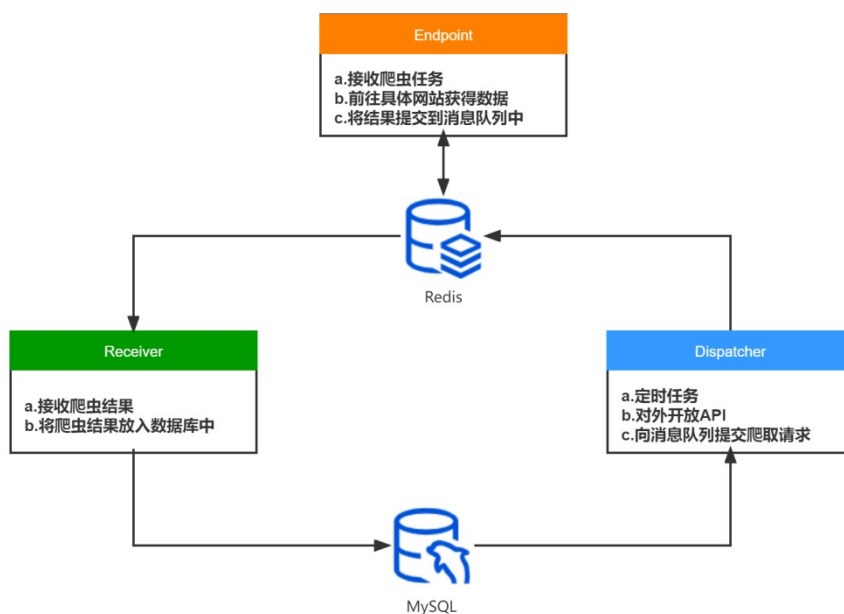 Endpoint
a.接收爬虫任务
b.前往具体网站获得数据
c.将结果提交到消息队列中
Redis
Receiver
a.接收爬虫结果
b.将爬虫结果放入数据库中
Dispatcher
a.定时任务
b.对外开放API
c.向消息队列提交爬取请求
MySQL